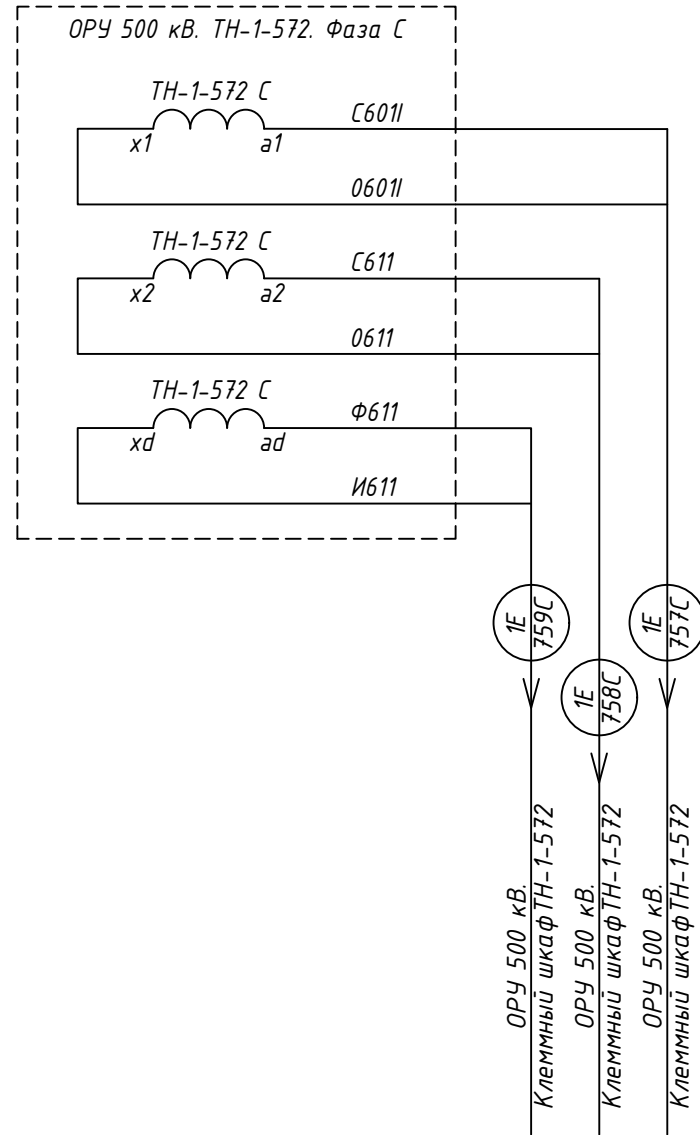 ОРУ 500 кВ. ТН-1-572. Фаза С
ТН-1-572 С
С601I
x1
a1
0601I
ТН-1-572 С
С611
x2
a2
0611
ТН-1-572 С
Ф611
xd
ad
И611
1Е
759С
1Е
758С
1Е
757С
ОРУ 500 кВ.
Клеммный шкаф ТН-1-572
ОРУ 500 кВ.
Клеммный шкаф ТН-1-572
ОРУ 500 кВ.
Клеммный шкаф ТН-1-572